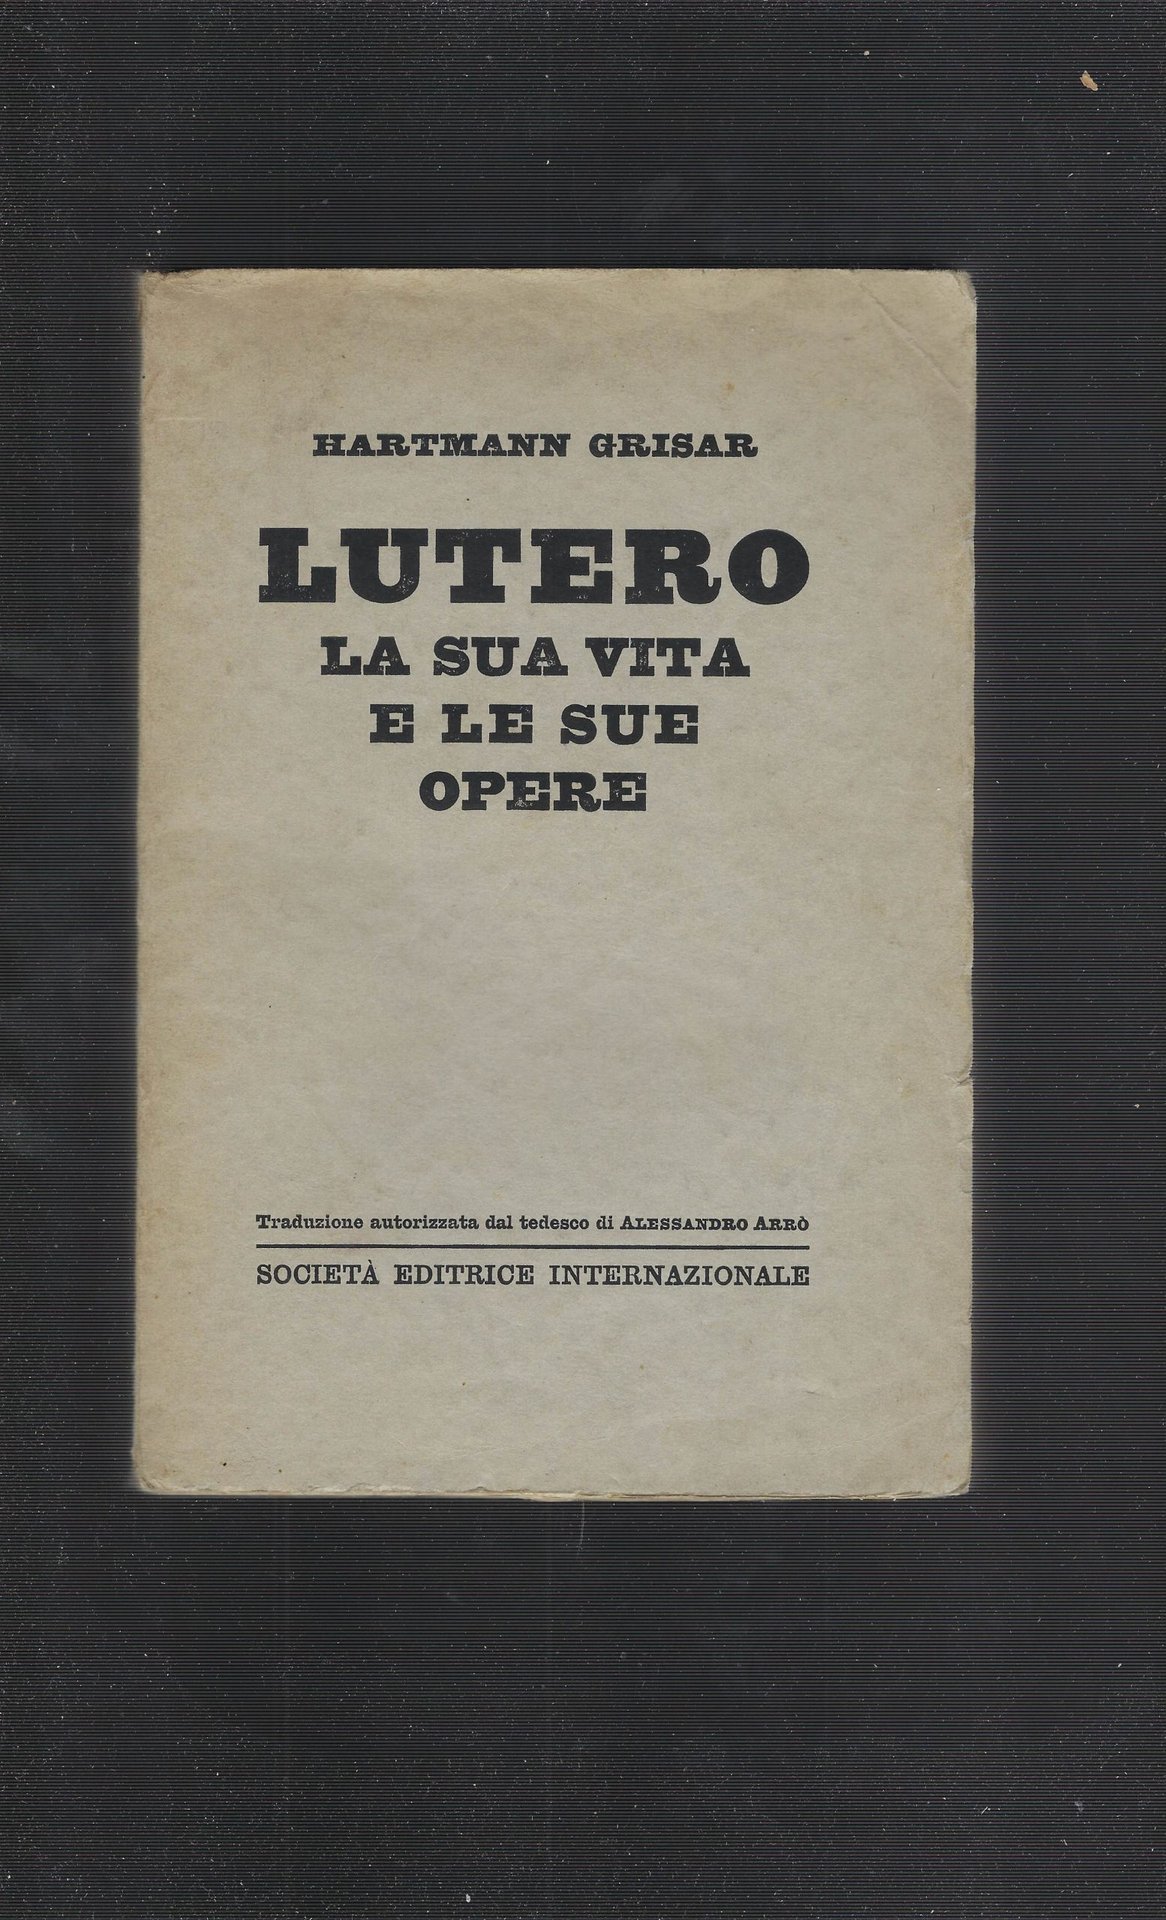 HARTMANN GRISAR
LUTERO
LA SUA VITA
E LE SUE
OPERE
Traduzione autorizzata dal tedesco di ALESSANDRO ARRÒ
SOCIETÀ EDITRICE INTERNAZIONALE